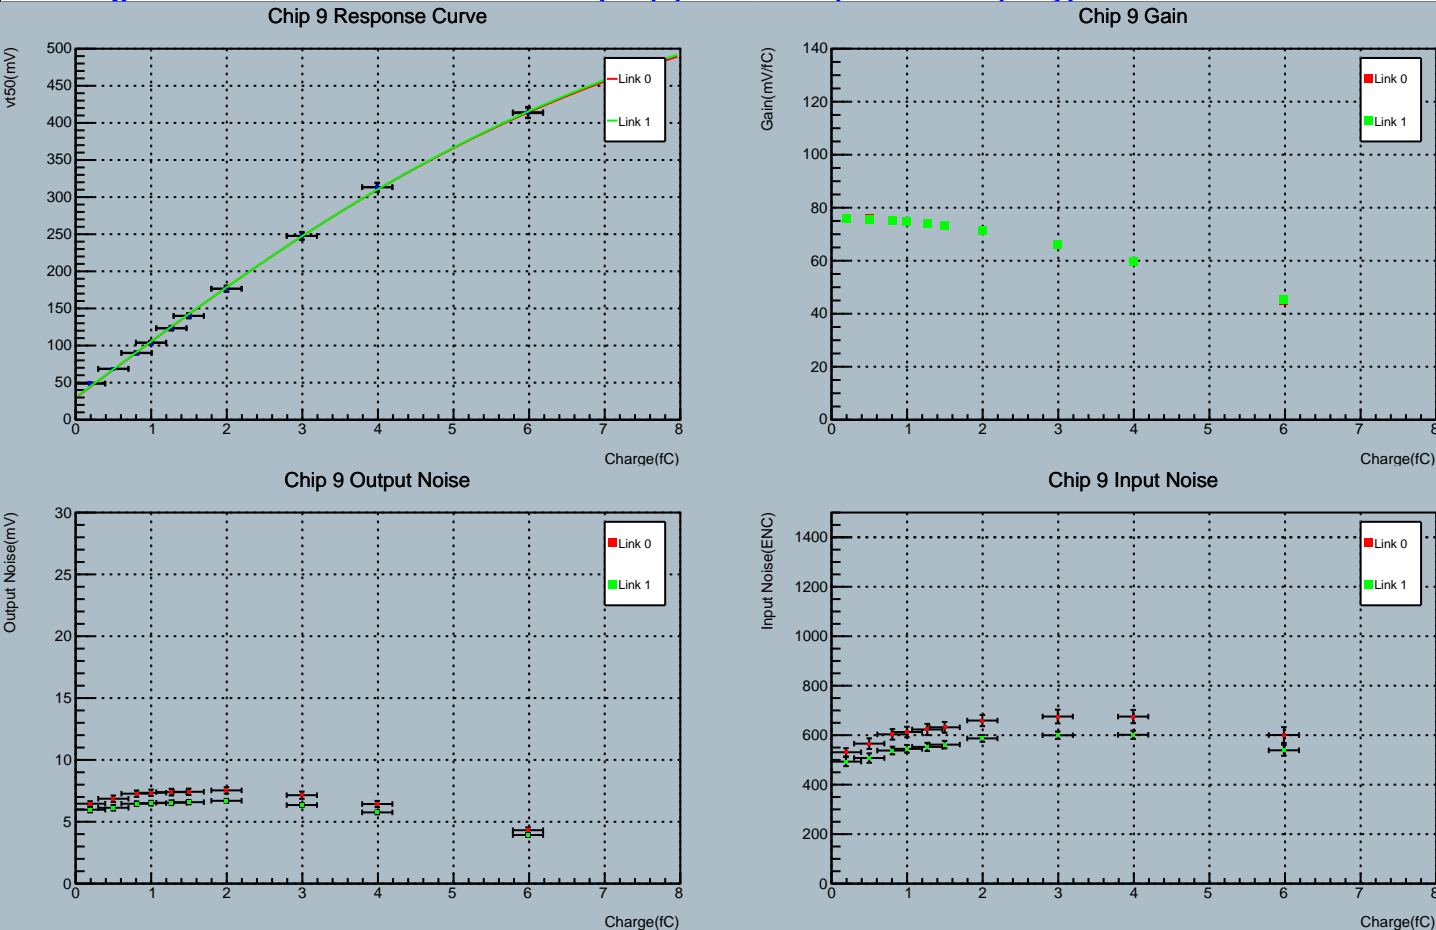 Chip 9 Response Curve
vt50(mV)
500
450
400
350
300
250
200
150
100
50
0
0 1 2 3 4 5 6 7 8
Charge(fC)
Link 0
Link 1
Chip 9 Gain
Gain(mV/fC)
140
120
100
80
60
40
20
0
0 1 2 3 4 5 6 7 8
Charge(fC)
Link 0
Link 1
Chip 9 Output Noise
Output Noise(mV)
30
25
20
15
10
5
0
0 1 2 3 4 5 6 7 8
Charge(fC)
Link 0
Link 1
Chip 9 Input Noise
Input Noise(ENC)
1400
1200
1000
800
600
400
200
0
0 1 2 3 4 5 6 7 8
Charge(fC)
Link 0
Link 1